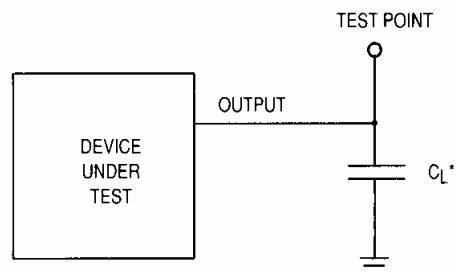 TEST POINT
OUTPUT
DEVICE
UNDER
TEST
CL*